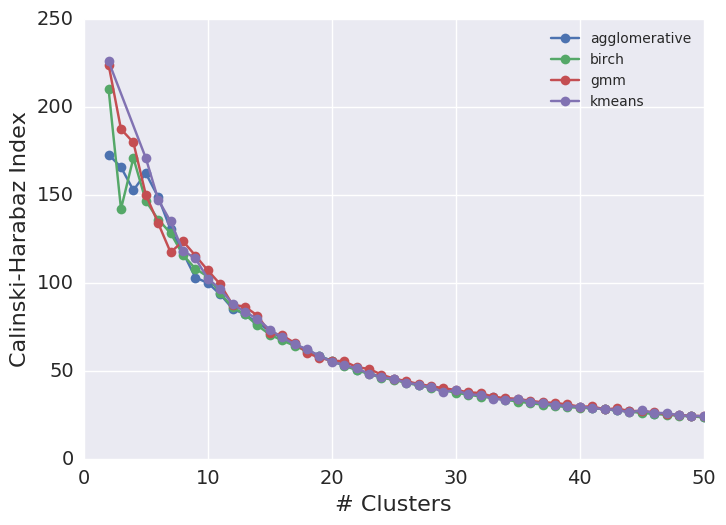 250
200
150
100
50
0
Calinski-Harabaz Index
0 10 20 30 40 50
# Clusters
agglomerative
birch
gmm
kmeans